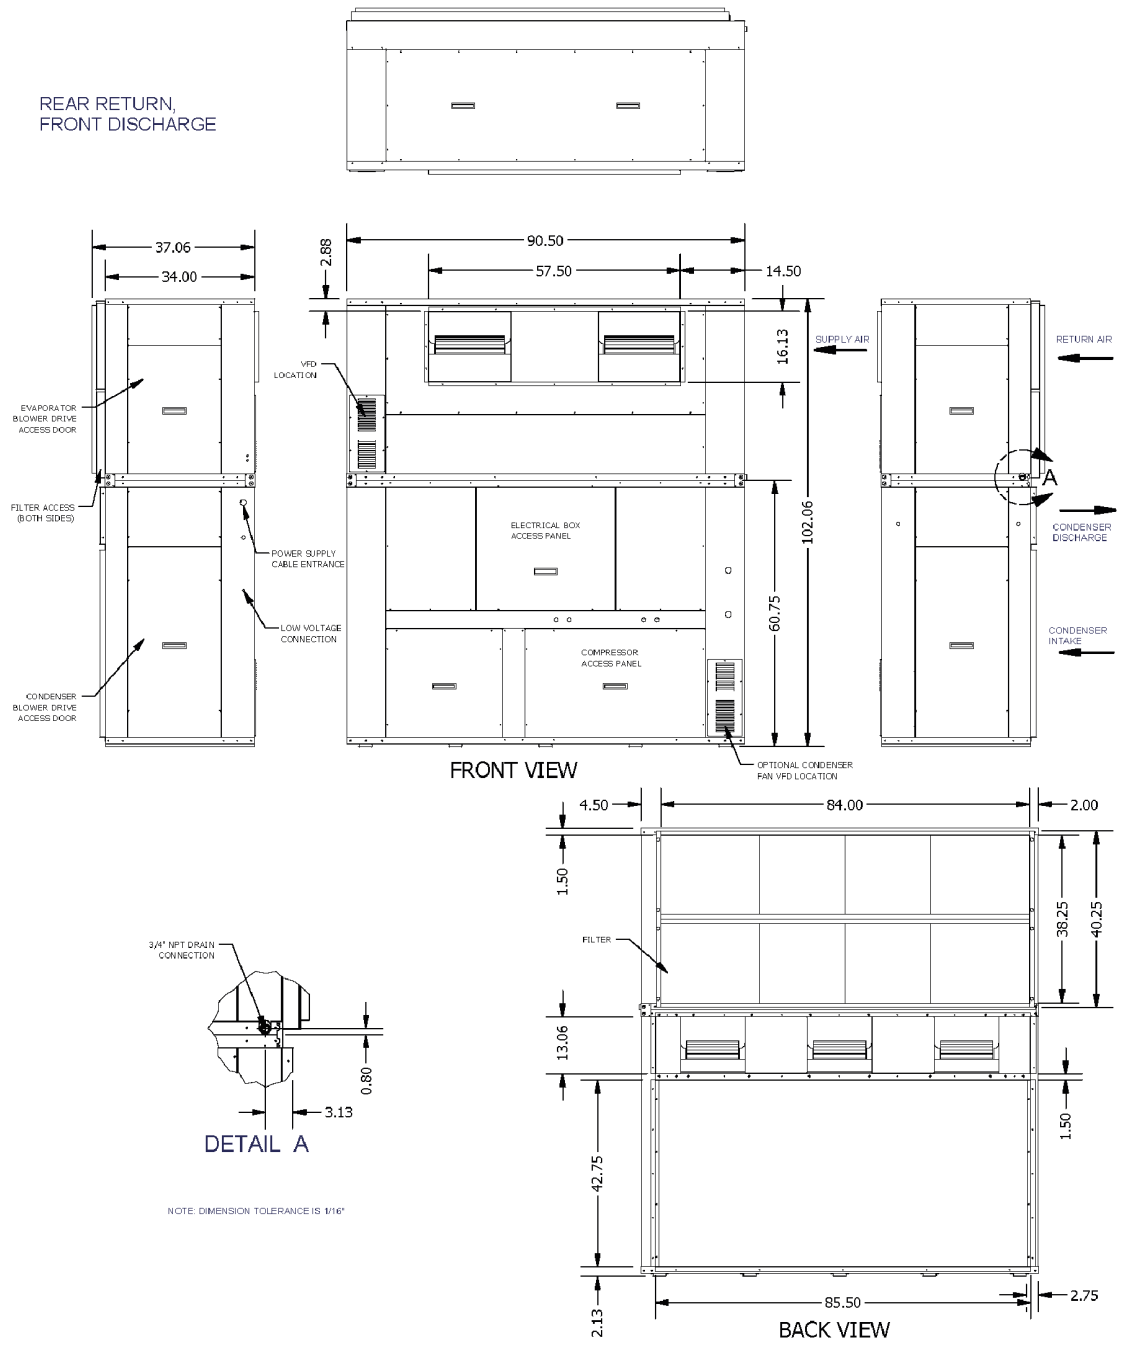 REAR RETURN,
FRONT DISCHARGE
37.06
34.00
2.88
90.50
57.50
14.50
16.13
SUPPLY AIR
RETURN AIR
VFD
LOCATION
EVAPORATOR
BLOWER DRIVE
ACCESS DOOR
FILTER ACCESS
(BOTH SIDES)
A
ELECTRICAL BOX
ACCESS PANEL
102.06
CONDENSER
DISCHARGE
POWER SUPPLY
CABLE ENTRANCE
60.75
LOW VOLTAGE
CONNECTION
CONDENSER
INTAKE
COMPRESSOR
ACCESS PANEL
CONDENSER
BLOWER DRIVE
ACCESS DOOR
FRONT VIEW
OPTIONAL CONDENSER
FAN VFD LOCATION
4.50
84.00
2.00
1.50
38.25
40.25
FILTER
3/4" NPT DRAIN
CONNECTION
13.06
0.80
3.13
1.50
DETAIL A
42.75
NOTE: DIMENSION TOLERANCE IS 1/16"
2.13
85.50
2.75
BACK VIEW